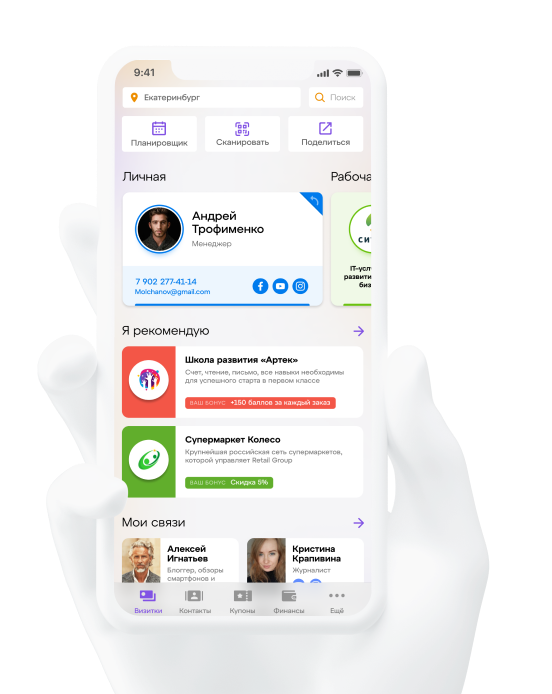 9:41
Екатеринбург
Поиск
Планировщик
Сканировать
Поделиться
Личная
Рабоча
Андрей
Трофименко
Менеджер
7 902 277-41-14
Molchanov@gmail.com
СИ
IT-усл
развити
биз
Я рекомендую
Школа развития «Артек»
Счет, чтение, письмо, все навыки необходимы
для успешного старта в первом классе
ВАШ БОНУС +150 баллов за каждый заказ
Супермаркет Колесо
Крупнейшая российская сеть супермаркетов,
которой управляет Retail Group
ВАШ БОНУС Скидка 5%
Мои связи
Алексей
Игнатьев
Блоггер, обзоры
смартфонов и
Кристина
Крапивина
Журналист
Визитки
Контакты
Купоны
Финансы
Ещё